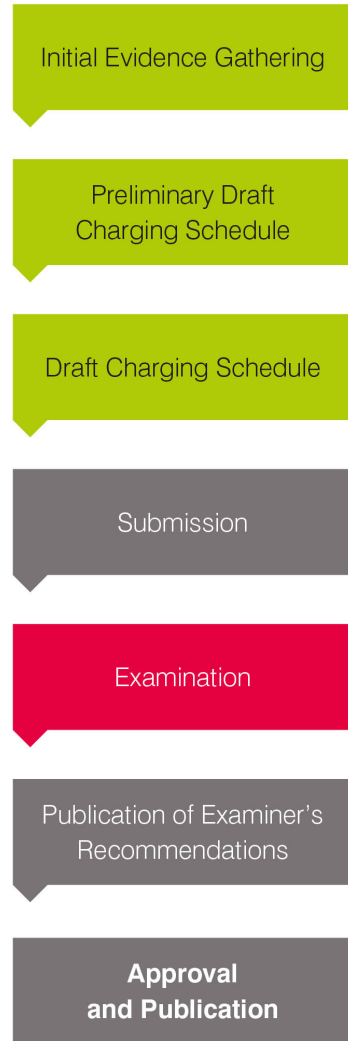 Initial Evidence Gathering
Preliminary Draft
Charging Schedule
Draft Charging Schedule
Submission
Examination
Publication of Examiner’s
Recommendations
Approval
and Publication